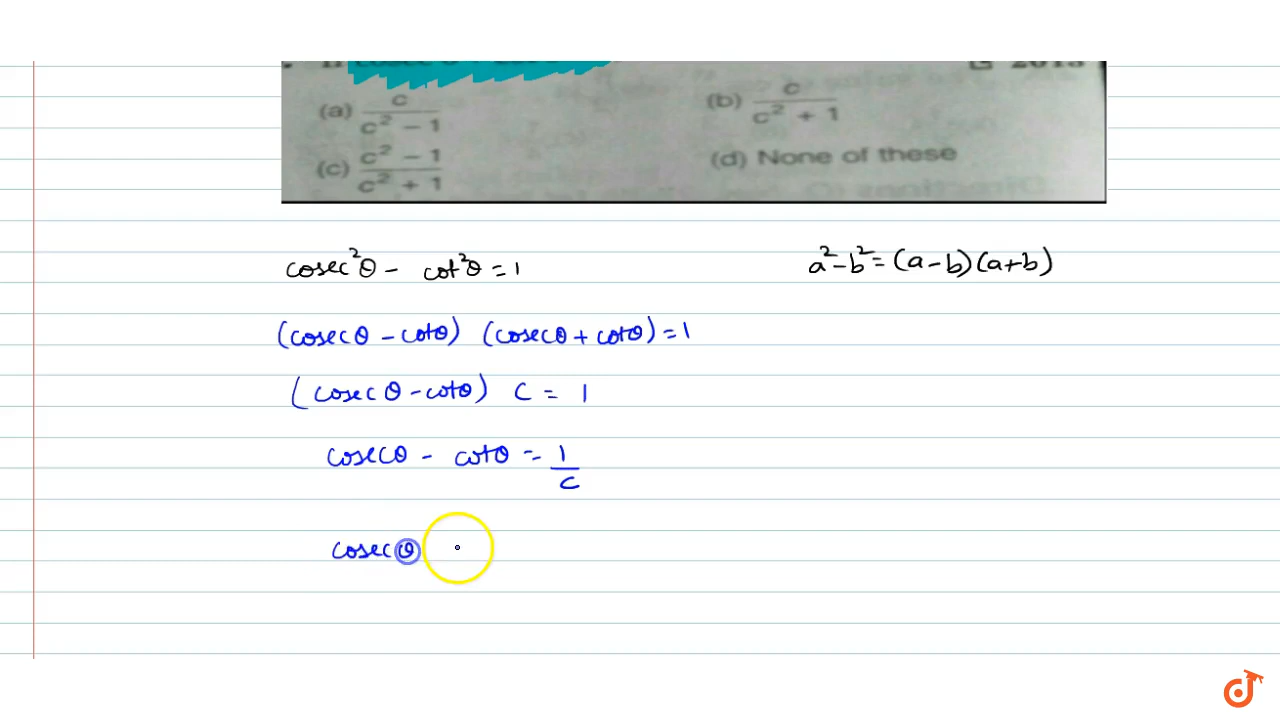 2013
(a) c / c² − 1
(b) c / c² + 1
(c) c² − 1 / c² + 1
(d) None of these
cosec²θ − cot²θ = 1
a² − b² = (a − b)(a + b)
(cosecθ − cotθ) (cosecθ + cotθ) = 1
(cosecθ − cotθ) C = 1
cosecθ − cotθ = 1 / c
cosecθ